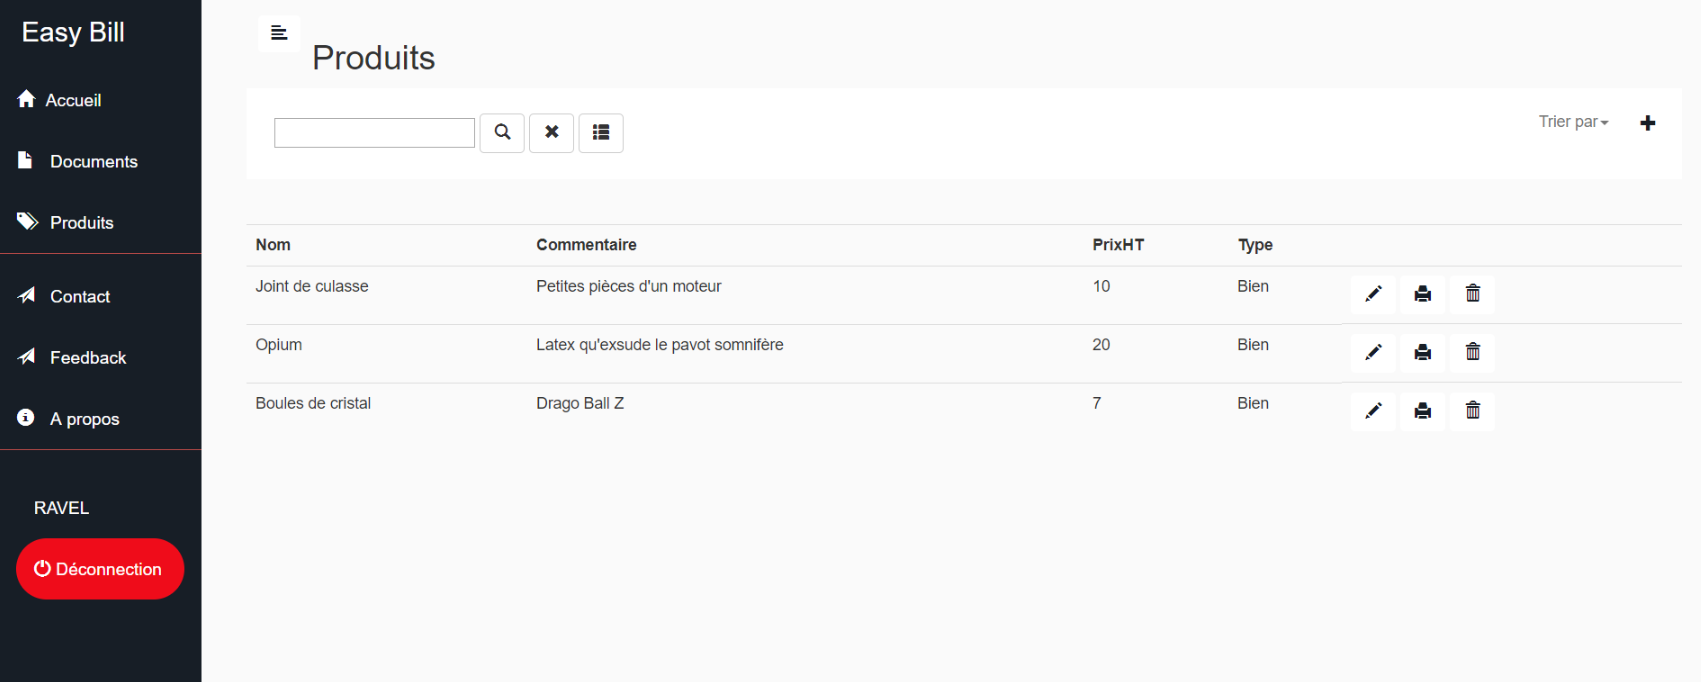 Easy Bill
Accueil
Documents
Produits
Contact
Feedback
A propos
RAVEL
Déconnection
Produits
Trier par
Nom Commentaire PrixHT Type
Joint de culasse Petites pièces d'un moteur 10 Bien
Opium Latex qu'exsude le pavot somnifère 20 Bien
Boules de cristal Drago Ball Z 7 Bien